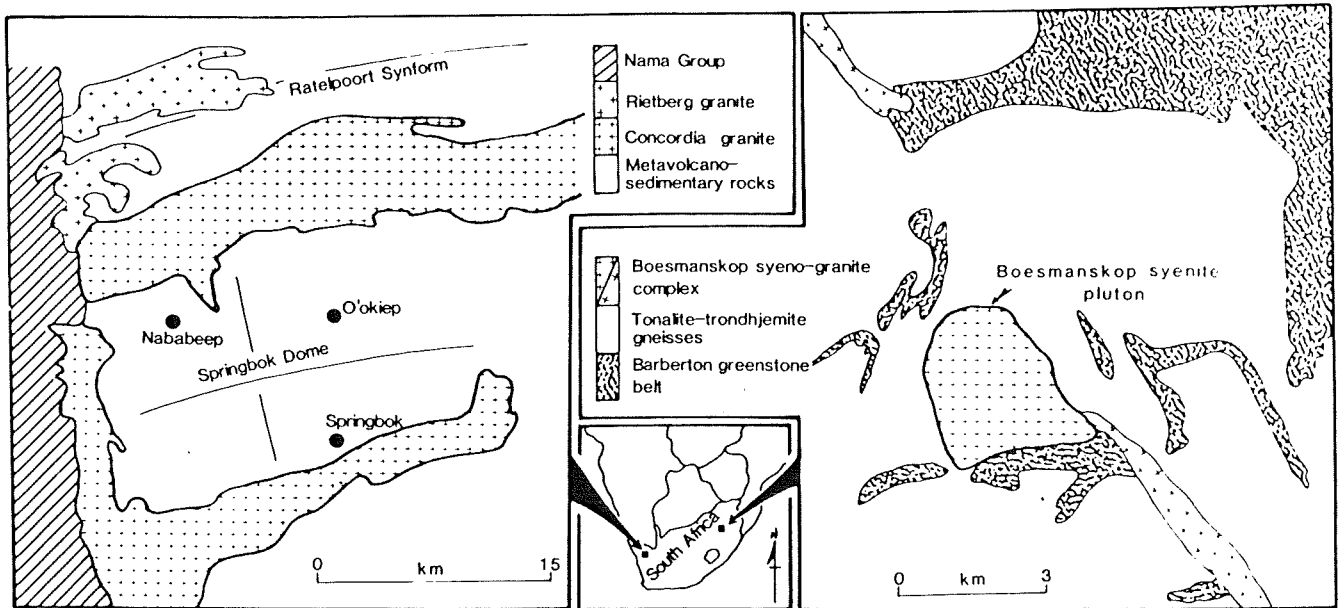 Ratelpoort Synform
Nama Group
Rietberg granite
Concordia granite
Metavolcano-
sedimentary rocks
Nababeep
O'okiep
Springbok Dome
Springbok
0 km 15
Boesmanskop syeno-granite
complex
Tonalite-trondhjemite
gneisses
Barberton greenstone
belt
South Africa
N
Boesmanskop syenite
pluton
0 km 3